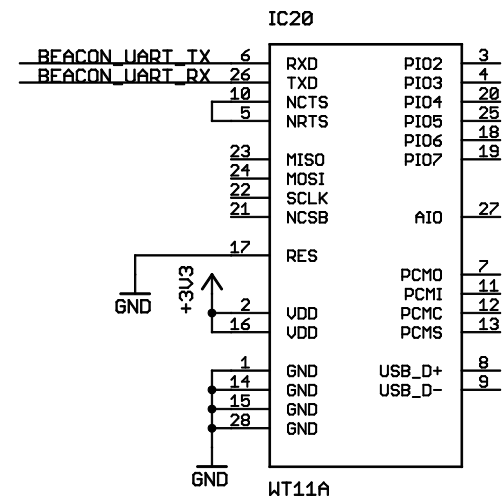 IC20
BEACON_UART_TX 6 RXD PIO2 3
BEACON_UART_RX 26 TXD PIO3 4
10 NCTS PIO4 20
5 NRTS PIO5 25
PIO6 18
23 MISO PIO7 19
24 MOSI
22 SCLK
21 NCSB AIO 27
17 RES
GND +3V3 PCMO 7
PCMI 11
2 VDD PCMC 12
16 VDD PCMS 13
1 GND USB_D+ 8
14 GND USB_D- 9
15 GND
28 GND
GND
WT11A